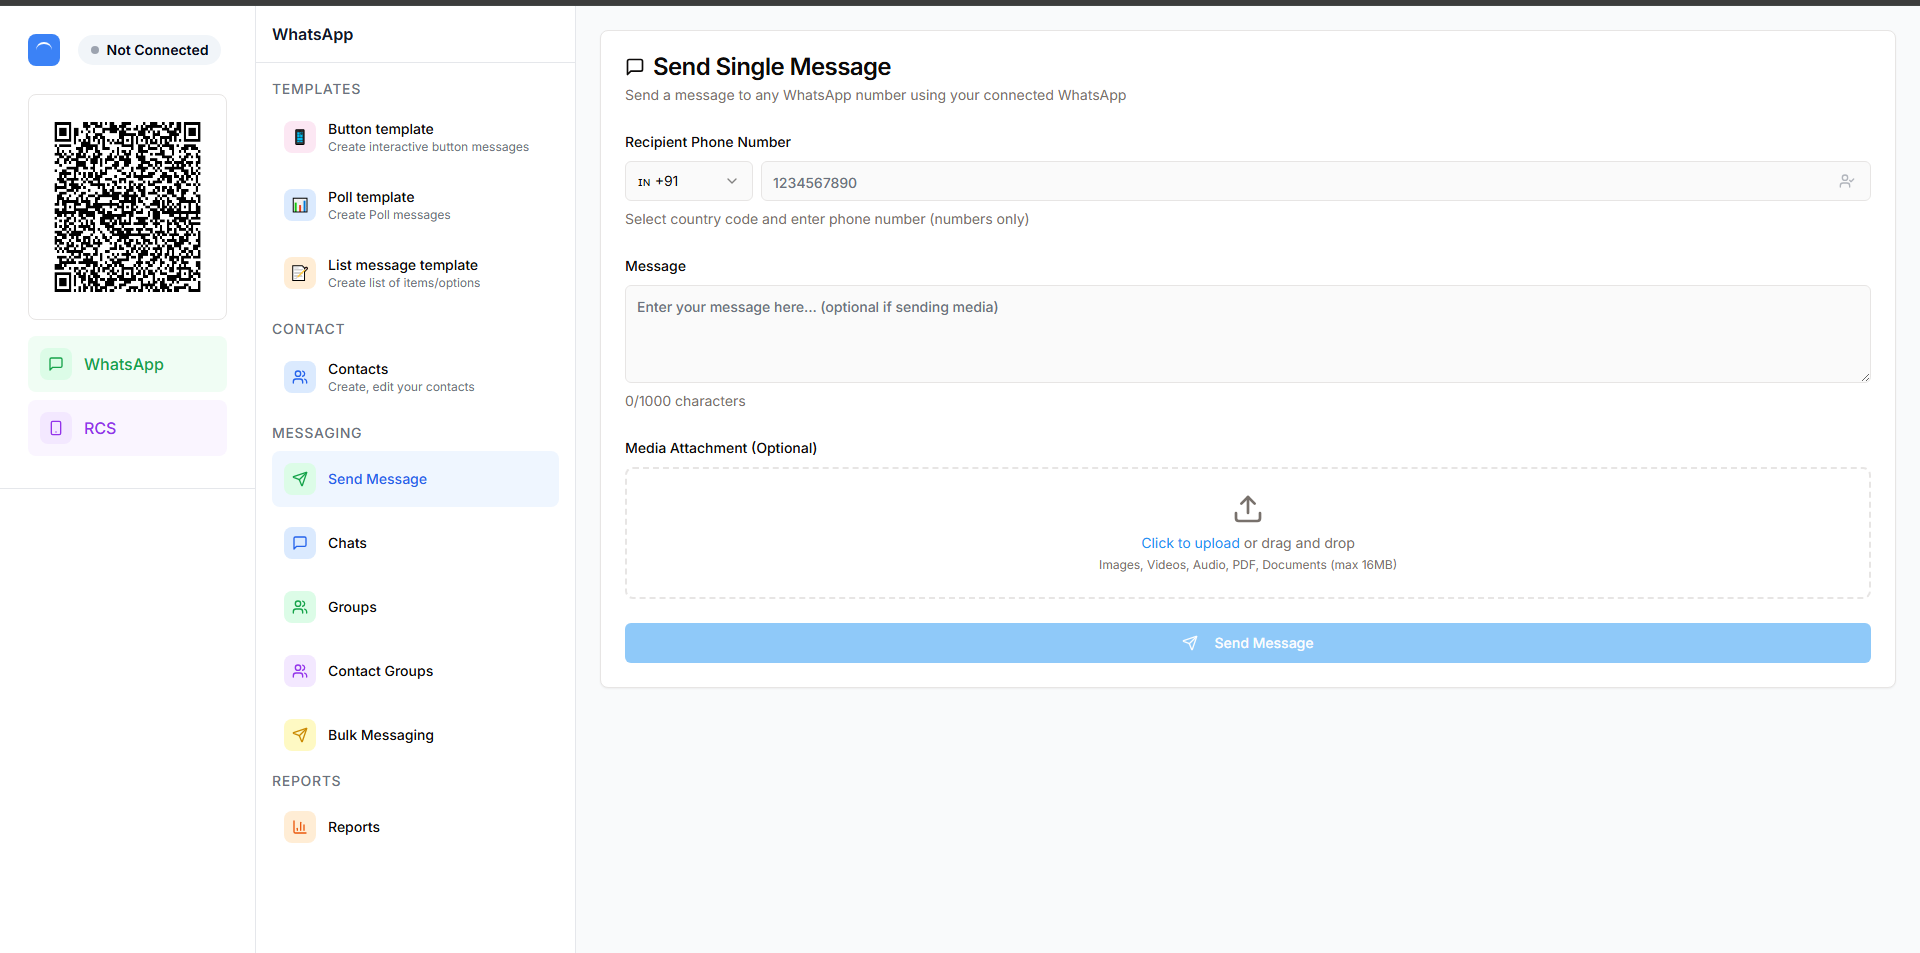 Not Connected
WhatsApp
RCS
WhatsApp
TEMPLATES
Button template
Create interactive button messages
Poll template
Create Poll messages
List message template
Create list of items/options
CONTACT
Contacts
Create, edit your contacts
MESSAGING
Send Message
Chats
Groups
Contact Groups
Bulk Messaging
REPORTS
Reports
Send Single Message
Send a message to any WhatsApp number using your connected WhatsApp
Recipient Phone Number
IN +91
1234567890
Select country code and enter phone number (numbers only)
Message
Enter your message here... (optional if sending media)
0/1000 characters
Media Attachment (Optional)
Click to upload or drag and drop
Images, Videos, Audio, PDF, Documents (max 16MB)
Send Message